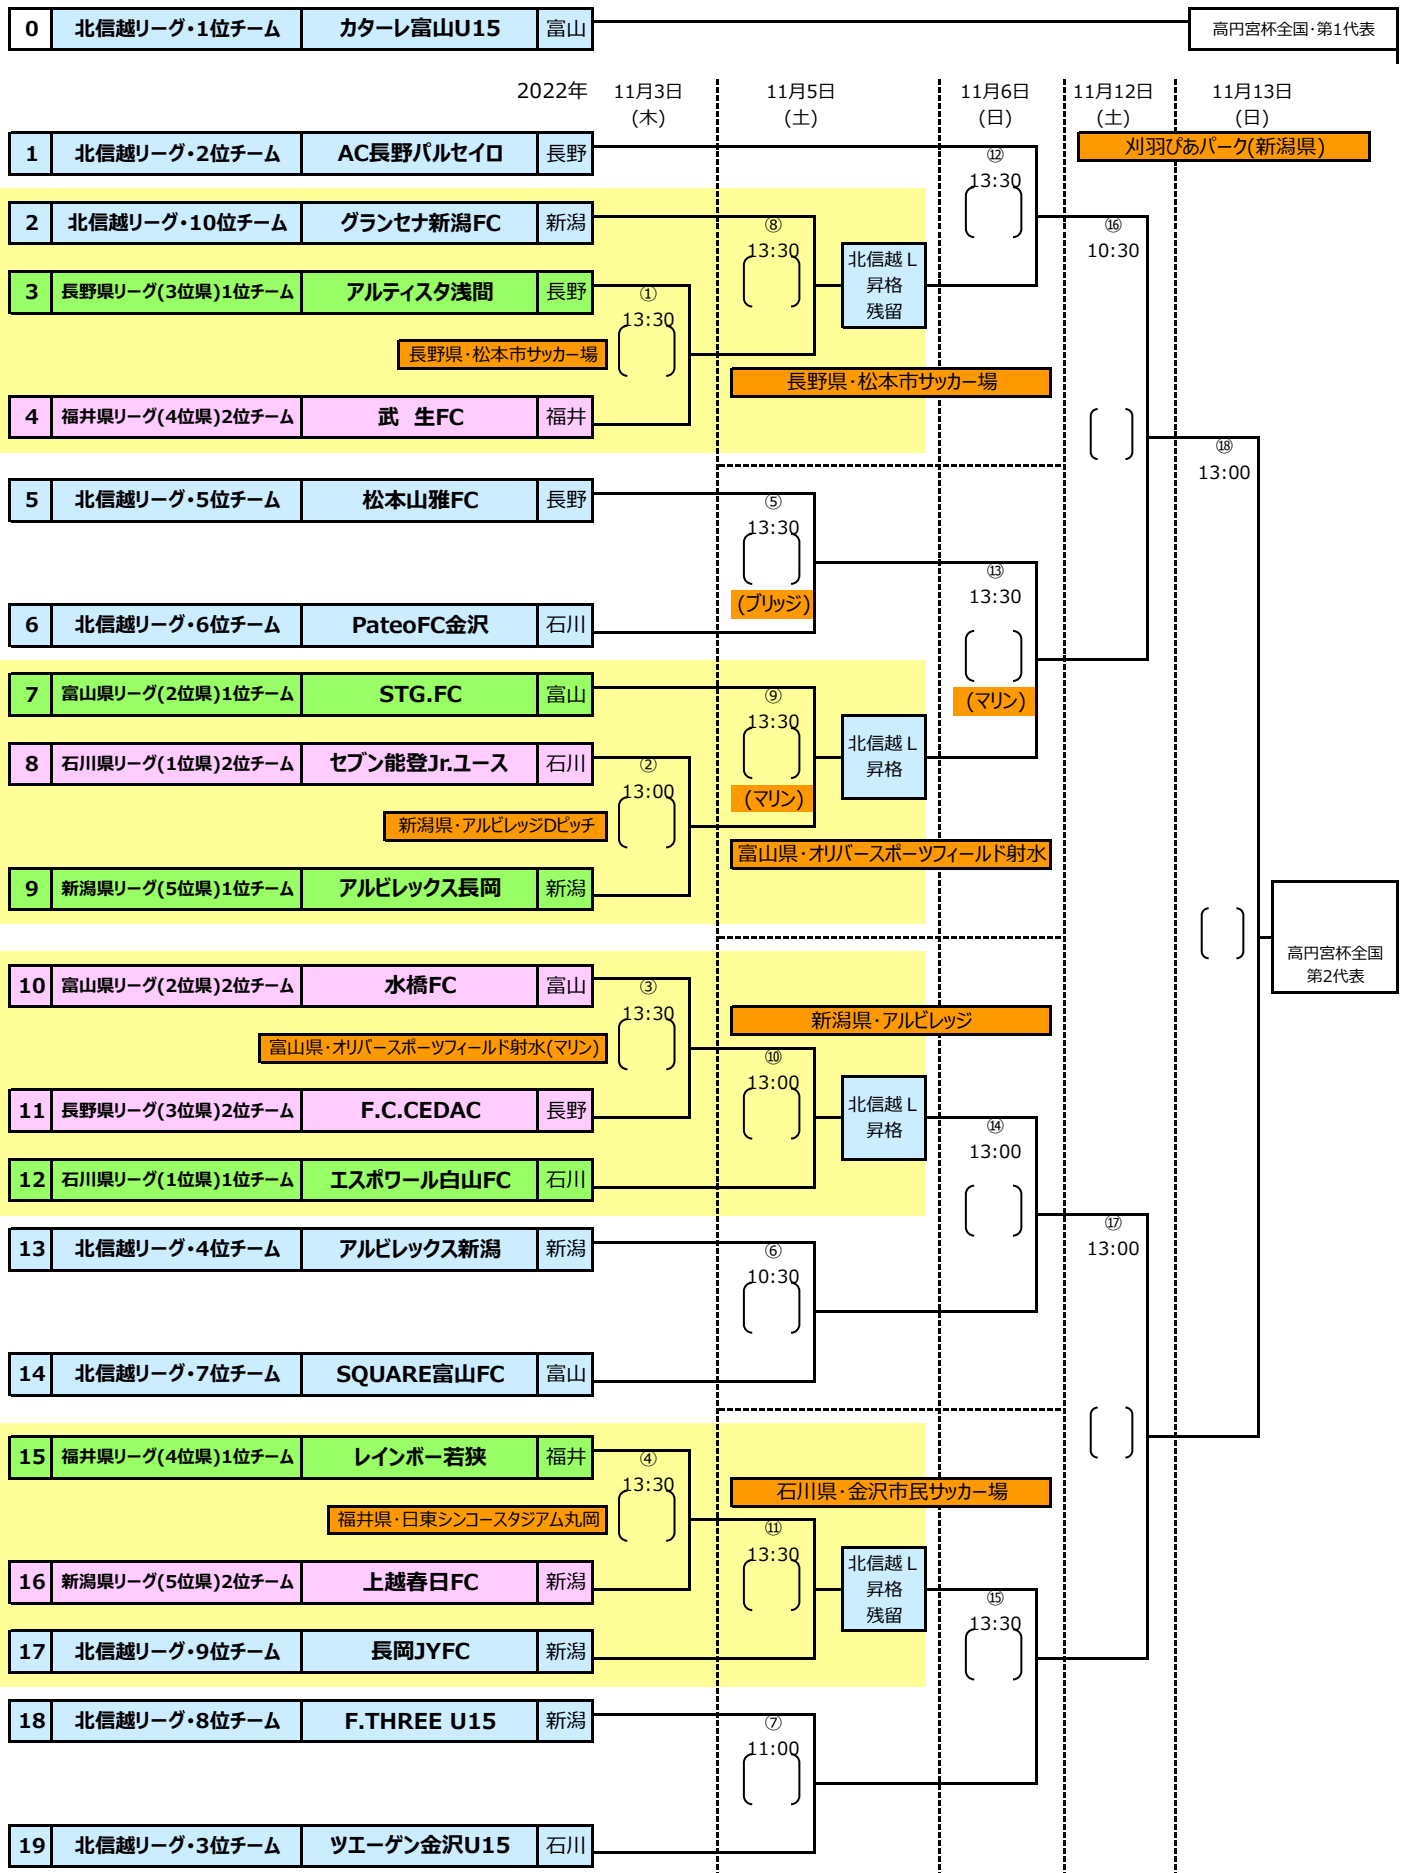 0 北信越リーグ・1位チーム カターレ富山U15 富山 高円宮杯全国・第1代表
2022年 11月3日 11月5日 11月6日 11月12日 11月13日
(木) (土) (日) (土) (日)
1 北信越リーグ・2位チーム AC長野パルセイロ 長野 刈羽ぴあパーク(新潟県)
⑫
13:30
2 北信越リーグ・10位チーム グランセナ新潟FC 新潟
⑧ ⑯
13:30 10:30
北信越L
昇格
残留
3 長野県リーグ(3位県)1位チーム アルティスタ浅間 長野
①
13:30
長野県・松本市サッカー場
長野県・松本市サッカー場
4 福井県リーグ(4位県)2位チーム 武 生FC 福井
⑱
13:00
5 北信越リーグ・5位チーム 松本山雅FC 長野
⑤
13:30
(ブリッジ)
⑬
13:30
6 北信越リーグ・6位チーム PateoFC金沢 石川
7 富山県リーグ(2位県)1位チーム STG.FC 富山
⑨
13:30
(マリン)
北信越L
昇格
8 石川県リーグ(1位県)2位チーム セブン能登Jr.ユース 石川
②
13:00
(マリン)
新潟県・アルビレッジDピッチ
富山県・オリバースポーツフィールド射水
9 新潟県リーグ(5位県)1位チーム アルビレックス長岡 新潟
高円宮杯全国
第2代表
10 富山県リーグ(2位県)2位チーム 水橋FC 富山
③
13:30
新潟県・アルビレッジ
富山県・オリバースポーツフィールド射水(マリン)
⑩
13:00
11 長野県リーグ(3位県)2位チーム F.C.CEDAC 長野
北信越L
昇格
⑭
13:00
12 石川県リーグ(1位県)1位チーム エスポワール白山FC 石川
⑰
13:00
13 北信越リーグ・4位チーム アルビレックス新潟 新潟
⑥
10:30
14 北信越リーグ・7位チーム SQUARE富山FC 富山
15 福井県リーグ(4位県)1位チーム レインボー若狭 福井
④
13:30
石川県・金沢市民サッカー場
福井県・日東シンコースタジアム丸岡
⑪
13:30
16 新潟県リーグ(5位県)2位チーム 上越春日FC 新潟
北信越L
昇格
残留
⑮
13:30
17 北信越リーグ・9位チーム 長岡JYFC 新潟
18 北信越リーグ・8位チーム F.THREE U15 新潟
⑦
11:00
19 北信越リーグ・3位チーム ツエーゲン金沢U15 石川